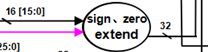 16 [15:0]
sign、zero
extend
32
25:0]